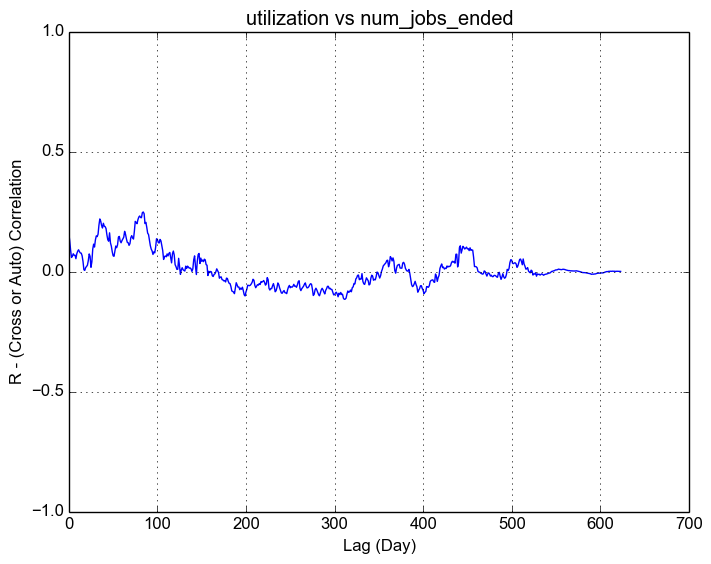 utilization vs num_jobs_ended
1.0
0.5
0.0
−0.5
−1.0
R - (Cross or Auto) Correlation
0 100 200 300 400 500 600 700
Lag (Day)